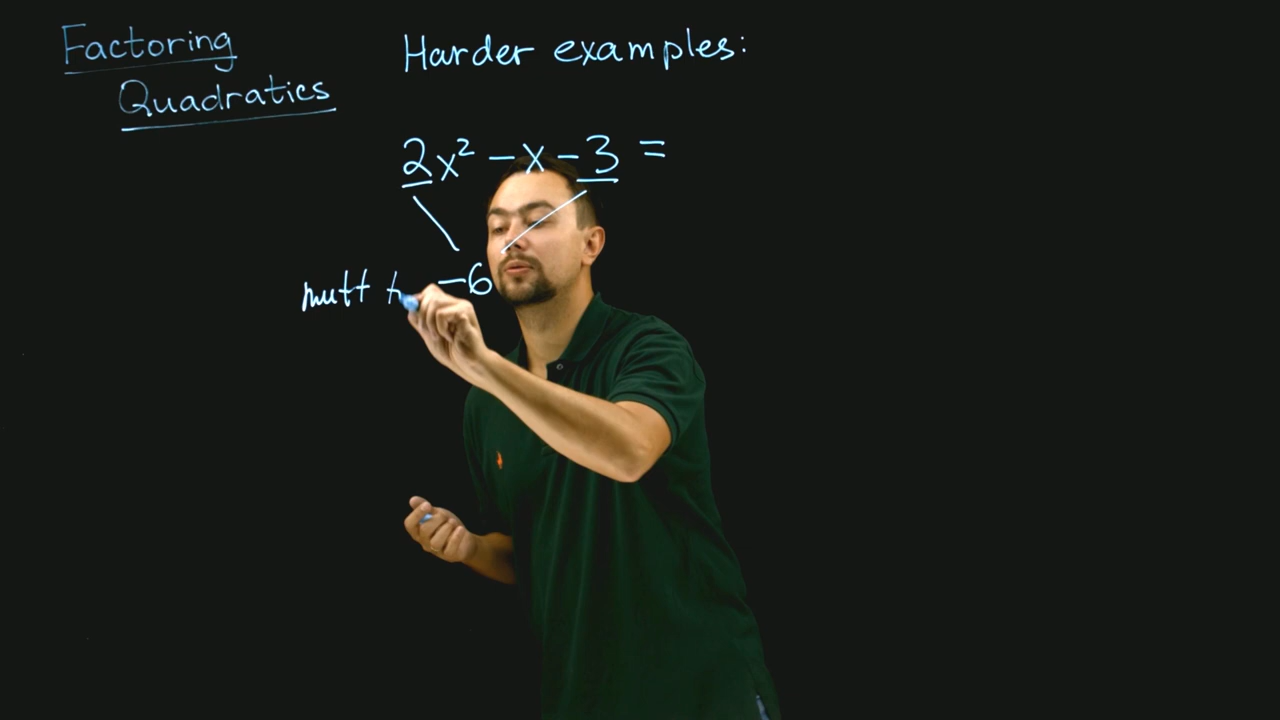 Factoring
Quadratics
Harder examples:
2x² - x - 3 =
mult t -6